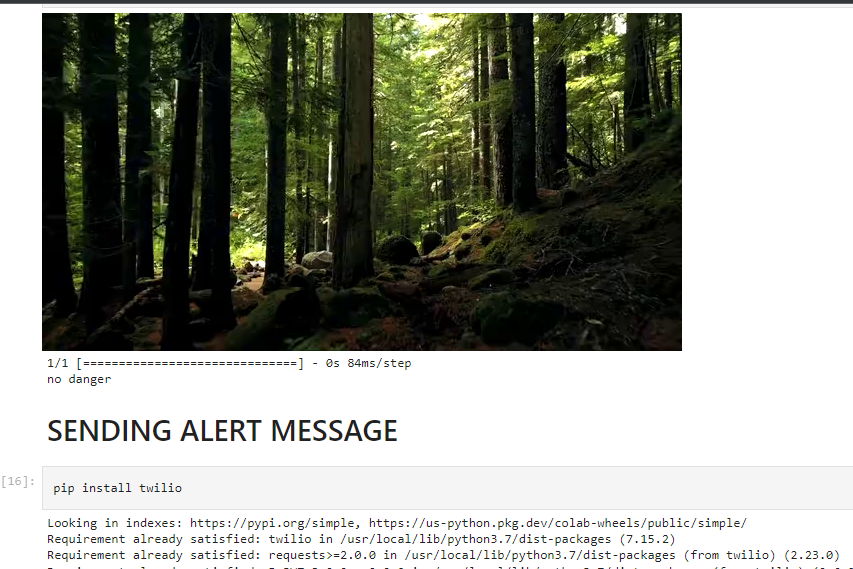 1/1 [==============================] - 0s 84ms/step
no danger
SENDING ALERT MESSAGE
[16]:
pip install twilio
Looking in indexes: https://pypi.org/simple, https://us-python.pkg.dev/colab-wheels/public/simple/
Requirement already satisfied: twilio in /usr/local/lib/python3.7/dist-packages (7.15.2)
Requirement already satisfied: requests>=2.0.0 in /usr/local/lib/python3.7/dist-packages (from twilio) (2.23.0)